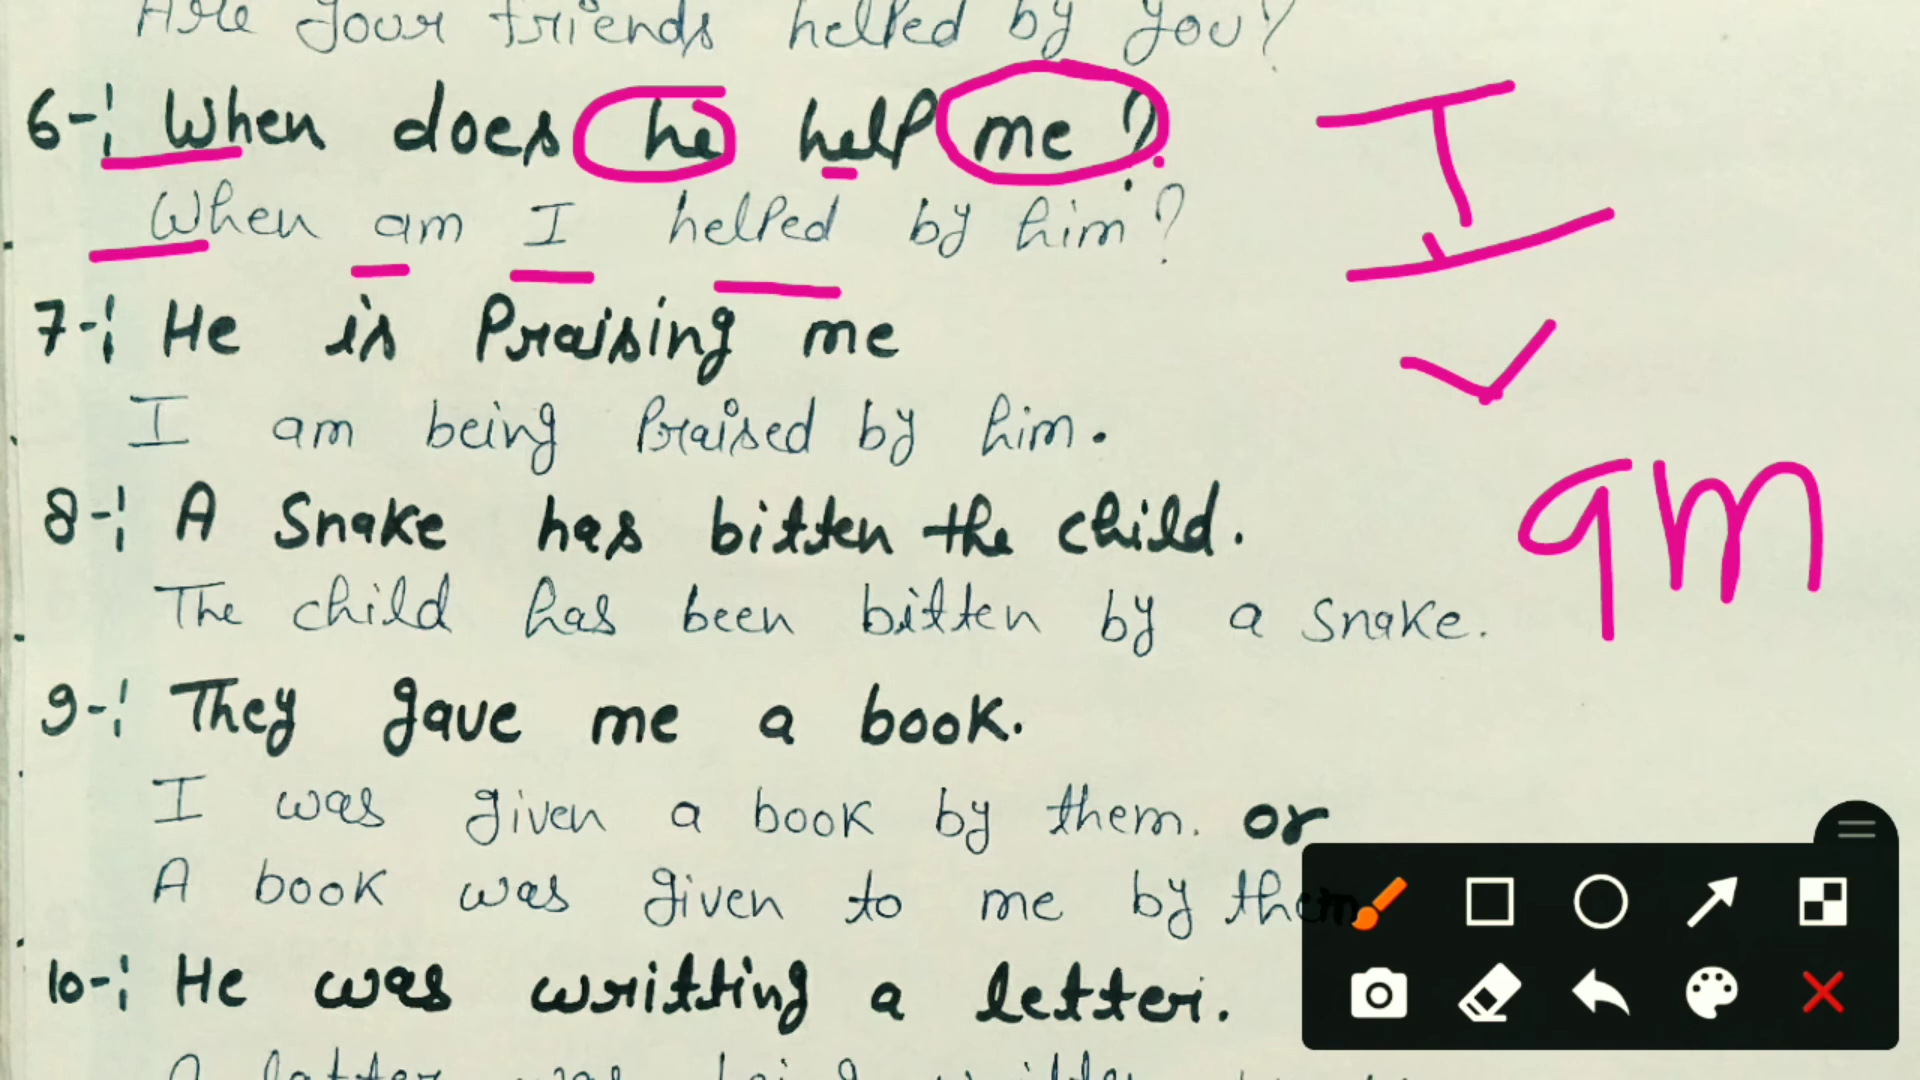 Are your friends helped by you?
6-: When does he help me?
When am I helped by him?
7-: He is Praising me
I am being Praised by him.
8-: A Snake has bitten the child.
The child has been bitten by a snake.
9-: They gave me a book.
I was given a book by them. or
A book was given to me by them
10-: He was writting a letter.
I
am